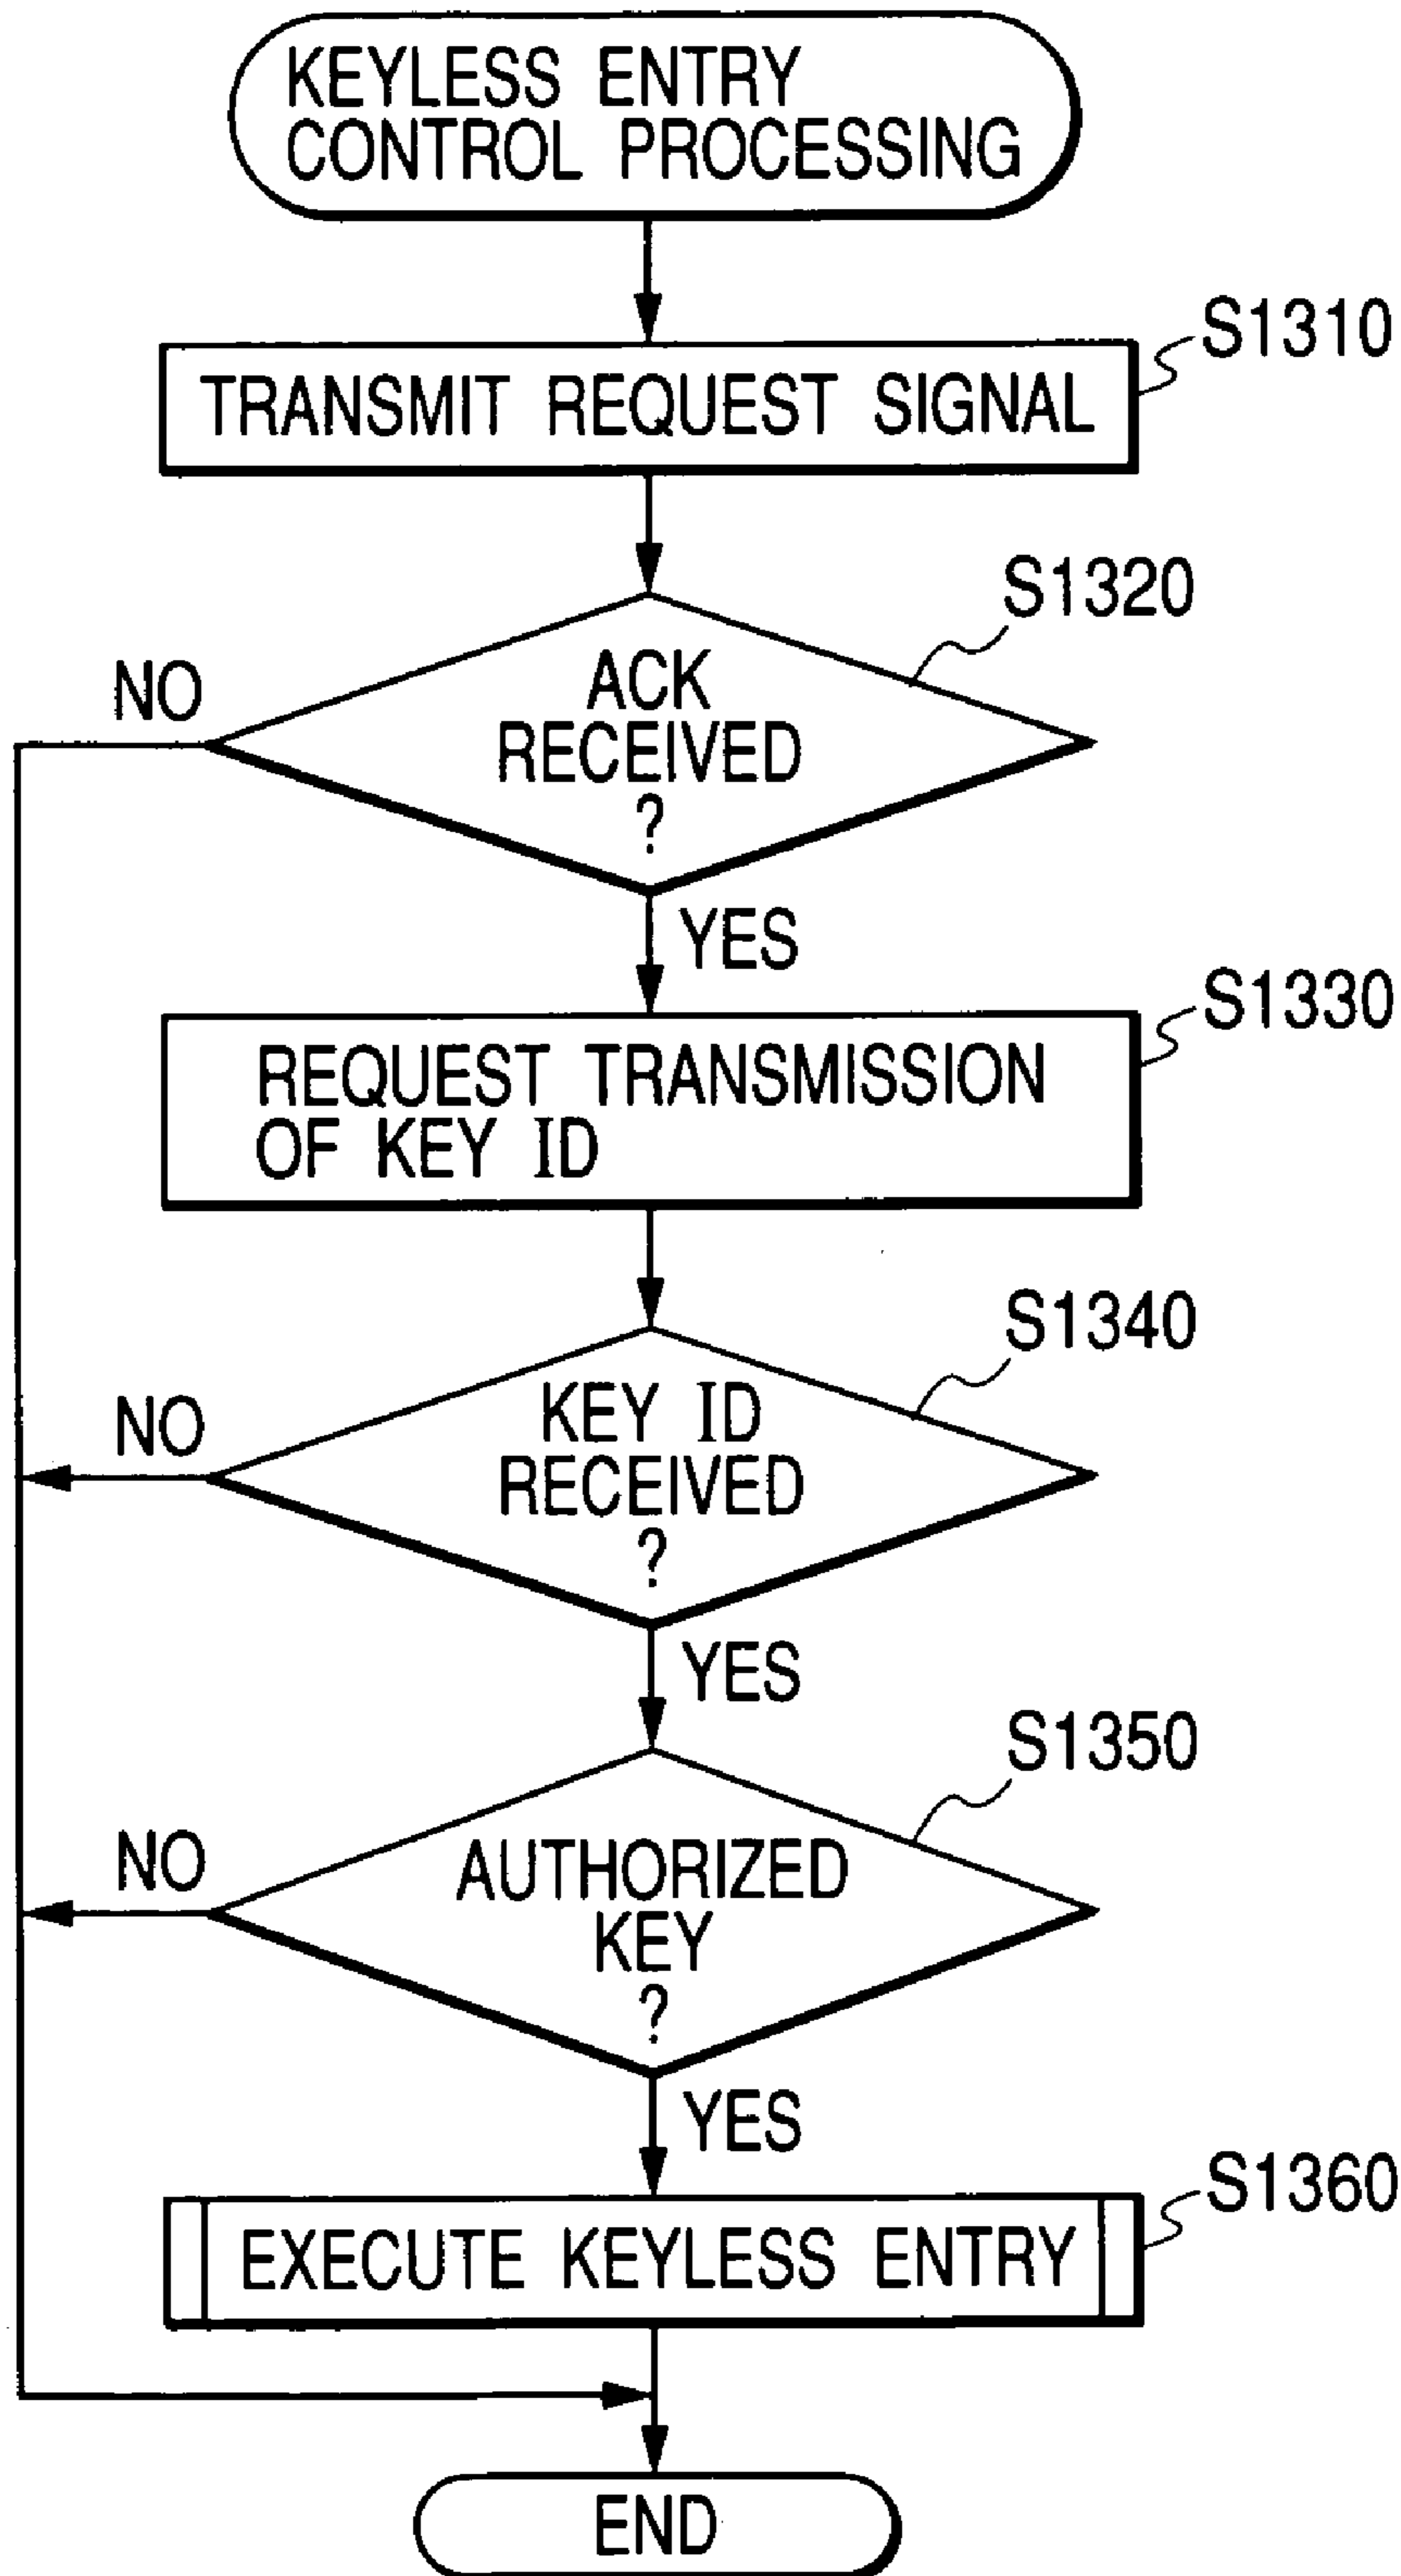 KEYLESS ENTRY
CONTROL PROCESSING
S1310
TRANSMIT REQUEST SIGNAL
S1320
NO
ACK
RECEIVED
?
YES
S1330
REQUEST TRANSMISSION
OF KEY ID
S1340
NO
KEY ID
RECEIVED
?
YES
S1350
NO
AUTHORIZED
KEY
?
YES
S1360
EXECUTE KEYLESS ENTRY
END